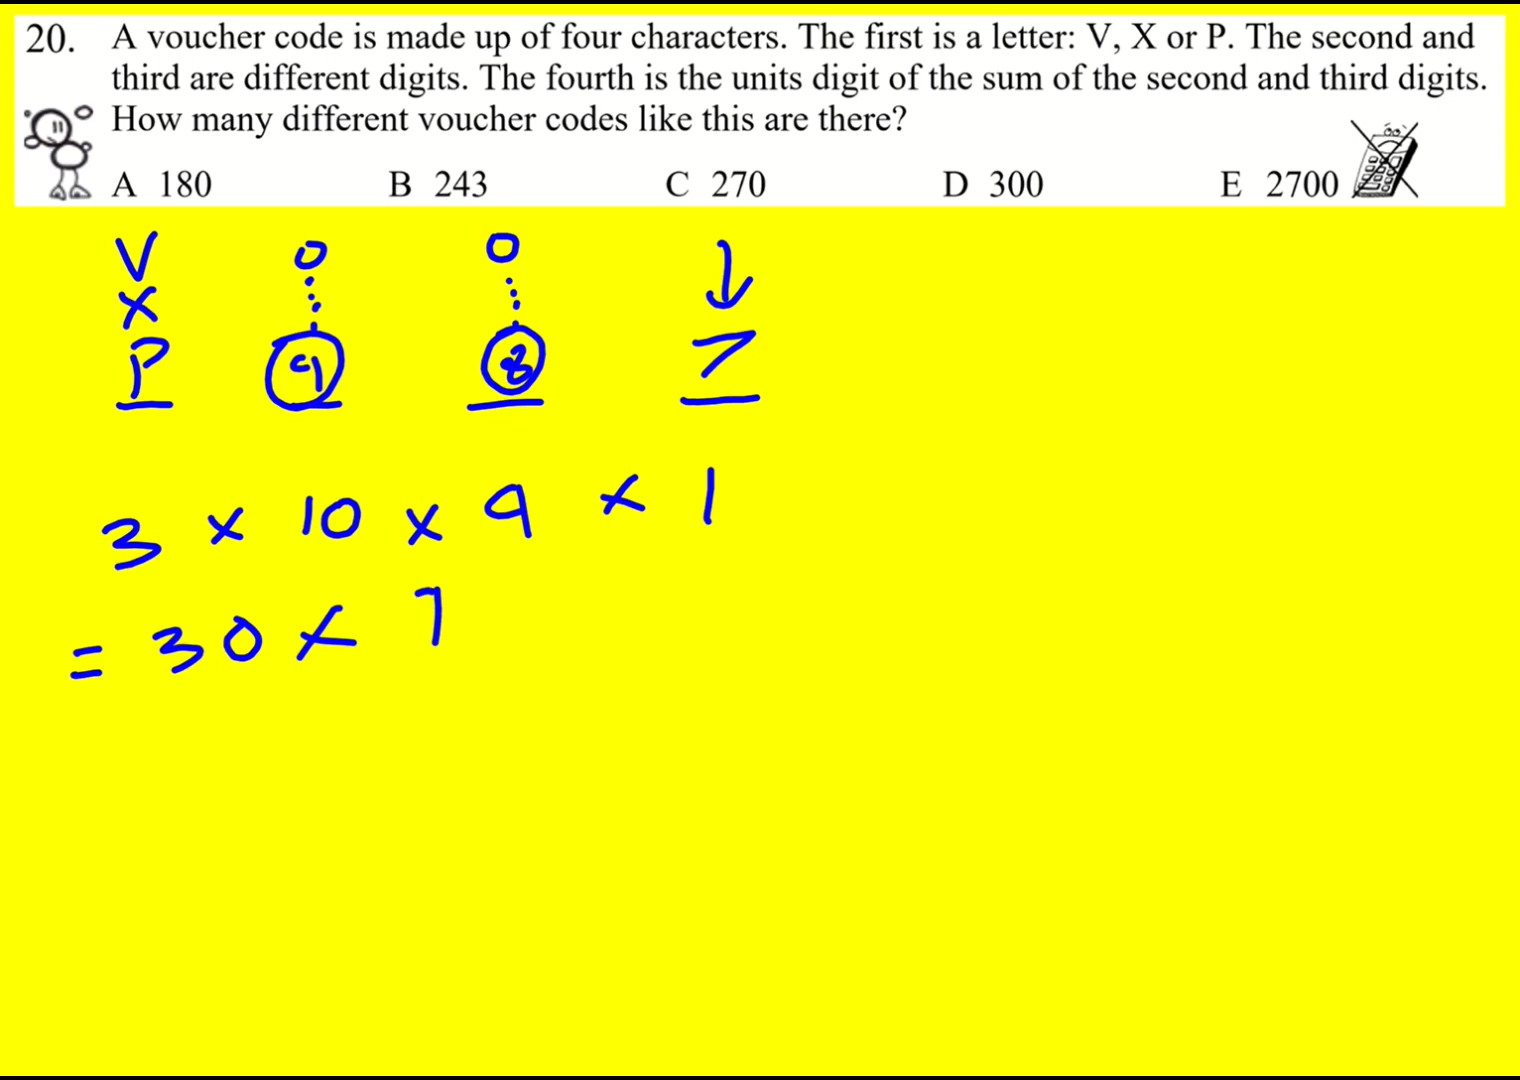 20. A voucher code is made up of four characters. The first is a letter: V, X or P. The second and
third are different digits. The fourth is the units digit of the sum of the second and third digits.
How many different voucher codes like this are there?
A 180 B 243 C 270 D 300 E 2700
V 0 0 ↓
X ⋮ ⋮
P 9 8 7
3 × 10 × 9 × 1
= 30 × 7